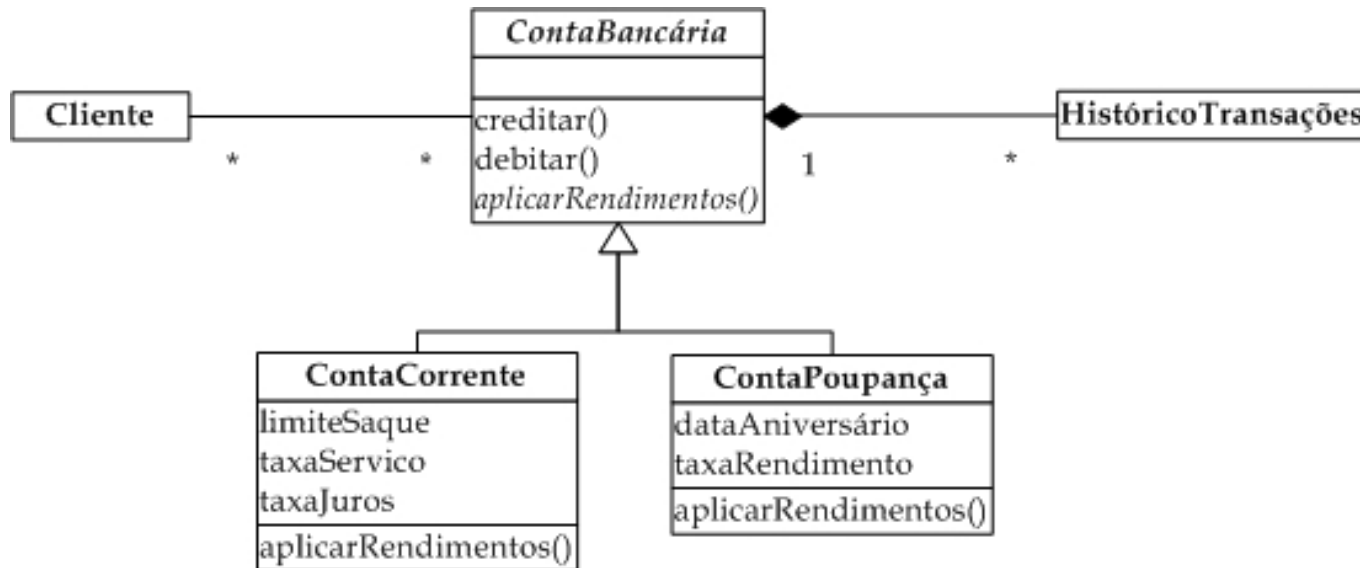 ContaBancária
Cliente
creditar()
debitar()
aplicarRendimentos()
HistóricoTransações
*
*
1
*
ContaCorrente
limiteSaque
taxaServico
taxaJuros
aplicarRendimentos()
ContaPoupança
dataAniversário
taxaRendimento
aplicarRendimentos()